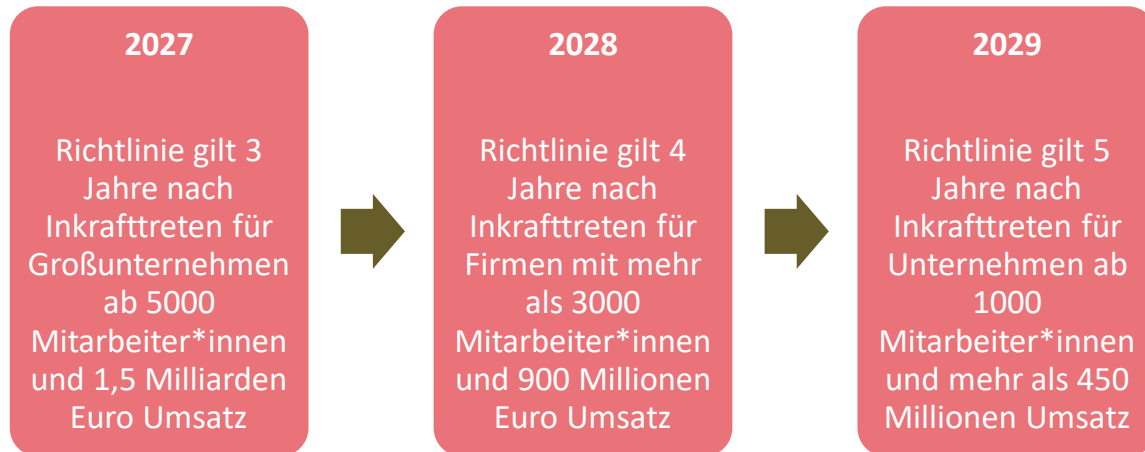 2027
Richtlinie gilt 3
Jahre nach
Inkrafttreten für
Großunternehmen
ab 5000
Mitarbeiter*innen
und 1,5 Milliarden
Euro Umsatz
2028
Richtlinie gilt 4
Jahre nach
Inkrafttreten für
Firmen mit mehr
als 3000
Mitarbeiter*innen
und 900 Millionen
Euro Umsatz
2029
Richtlinie gilt 5
Jahre nach
Inkrafttreten für
Unternehmen ab
1000
Mitarbeiter*innen
und mehr als 450
Millionen Umsatz